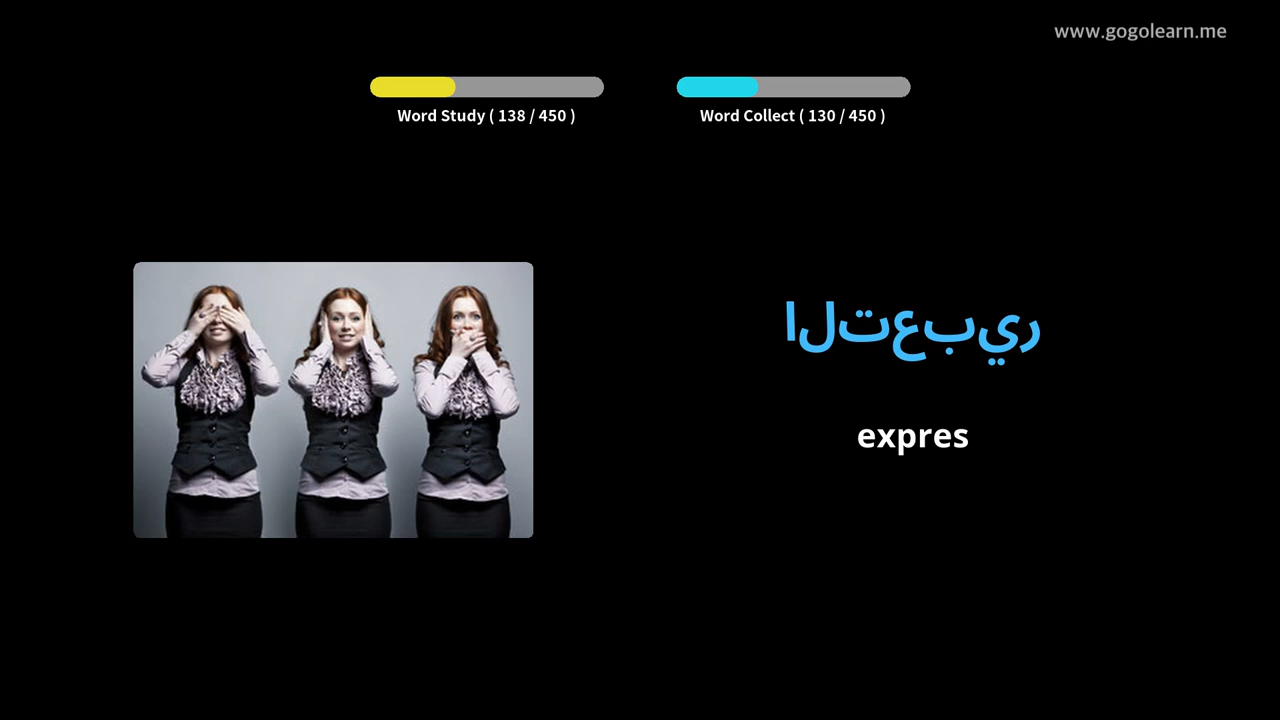 www.gogolearn.me
Word Study ( 138 / 450 )
Word Collect ( 130 / 450 )
التعبير
expres